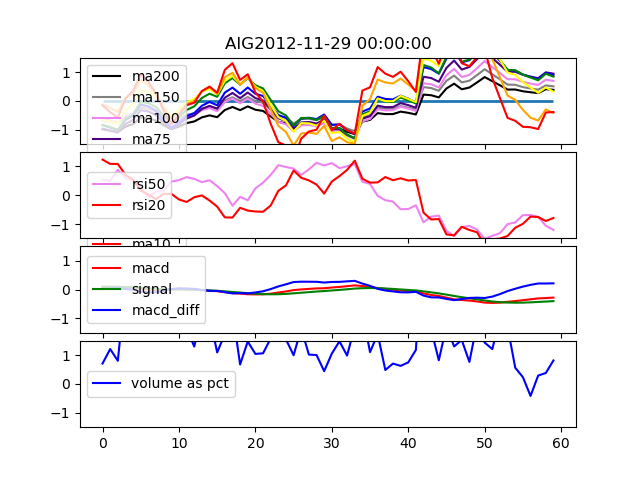 AIG2012-11-29 00:00:00
1
0
−1
ma200
ma150
ma100
ma75
1
0
−1
rsi50
rsi20
ma10
1
0
−1
macd
signal
macd_diff
1
0
−1
volume as pct
0 10 20 30 40 50 60